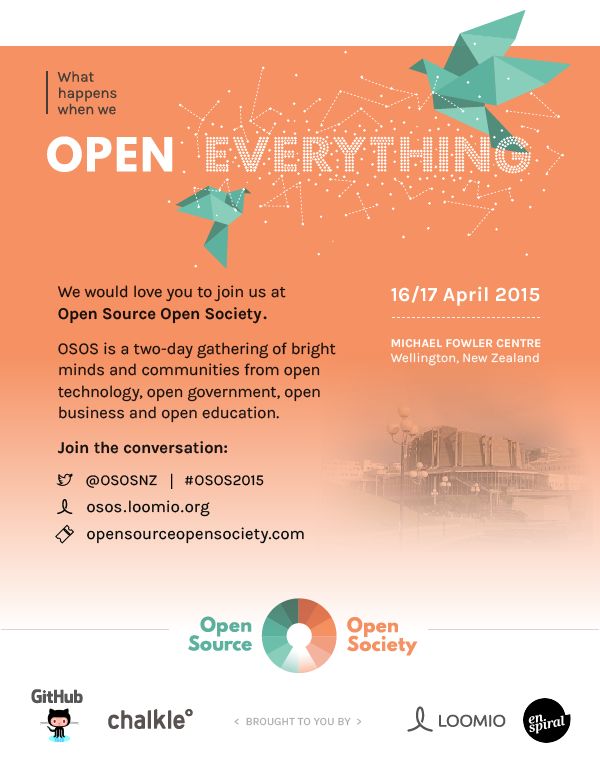 What
happens
when we
OPEN EVERYTHING
We would love you to join us at
Open Source Open Society.
OSOS is a two-day gathering of bright
minds and communities from open
technology, open government, open
business and open education.
Join the conversation:
@OSOSNZ | #OSOS2015
osos.loomio.org
opensourceopensociety.com
16/17 April 2015
MICHAEL FOWLER CENTRE
Wellington, New Zealand
Open
Source
Open
Society
GitHub
chalkle°
< BROUGHT TO YOU BY >
LOOMIO
en
spiral